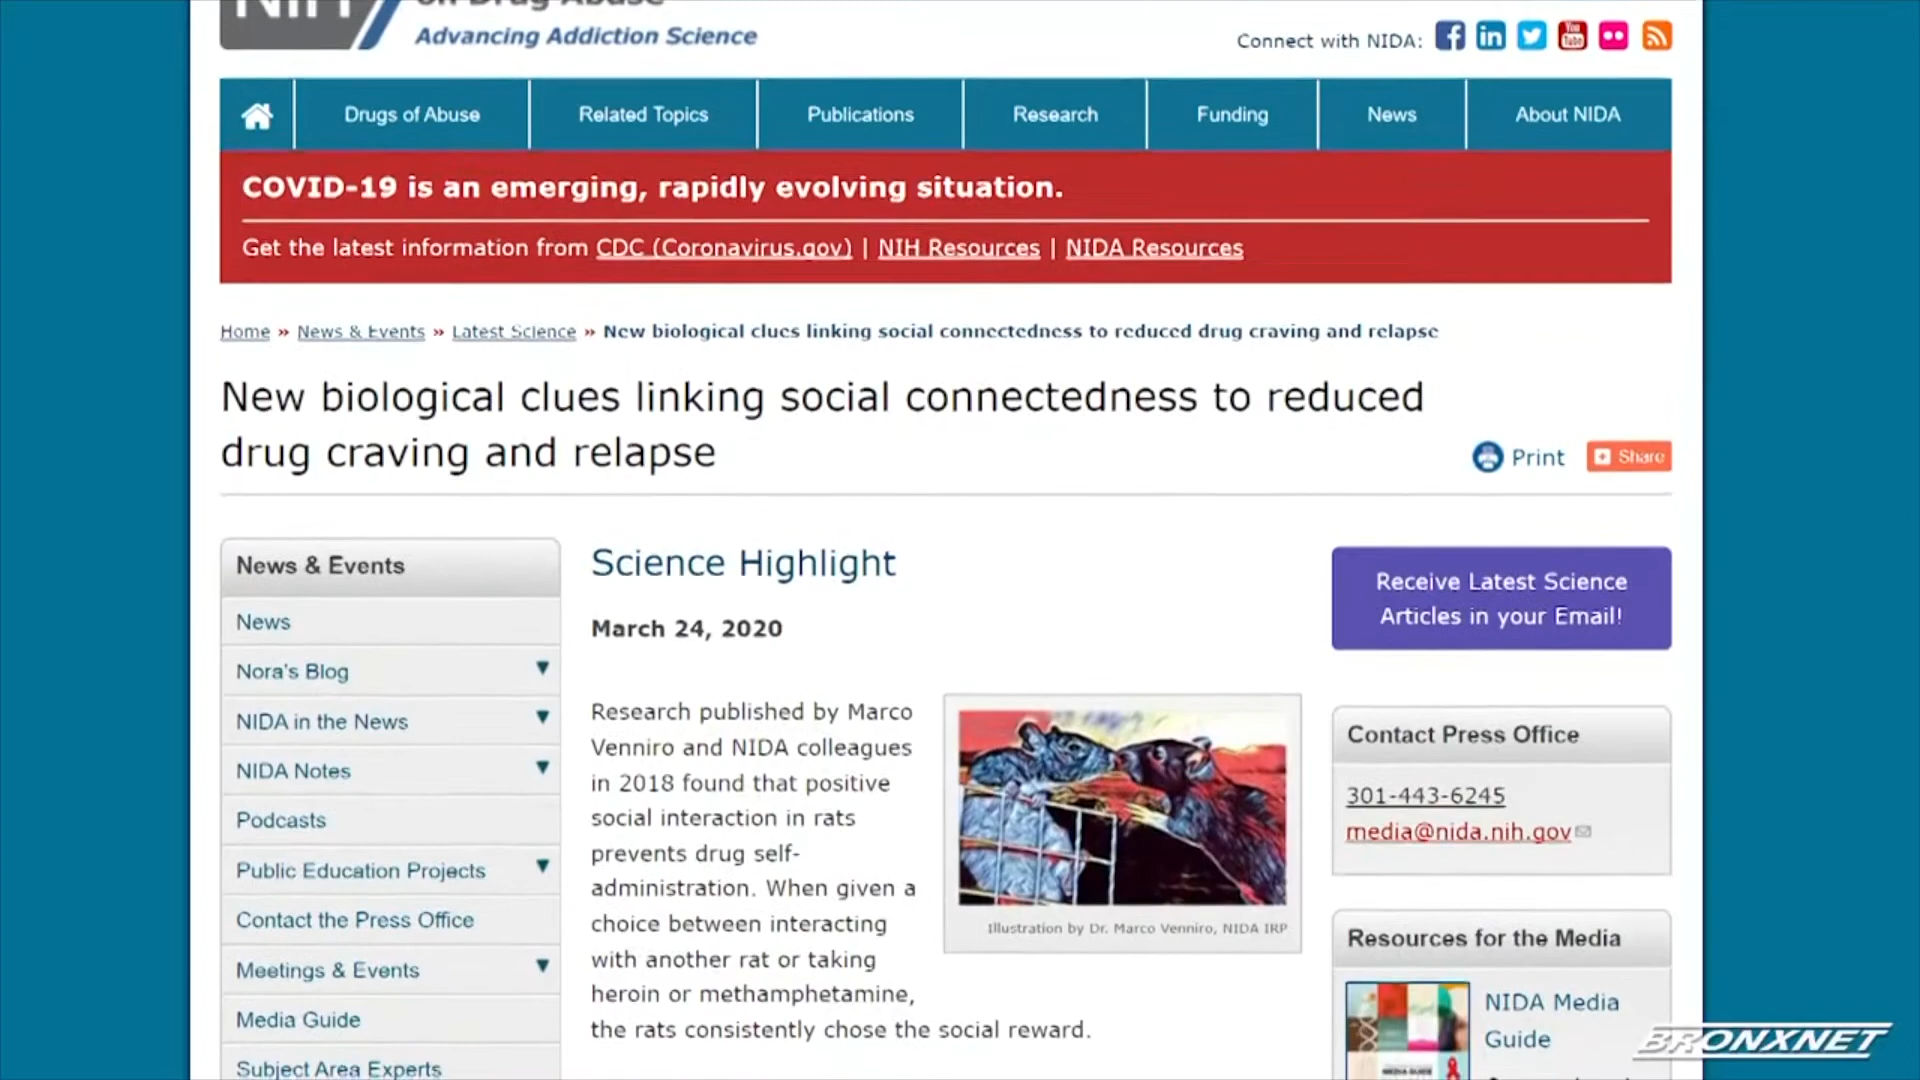 NIH
on Drug Abuse
Advancing Addiction Science
Connect with NIDA:
Drugs of Abuse
Related Topics
Publications
Research
Funding
News
About NIDA
COVID-19 is an emerging, rapidly evolving situation.
Get the latest information from CDC (Coronavirus.gov) | NIH Resources | NIDA Resources
Home » News & Events » Latest Science » New biological clues linking social connectedness to reduced drug craving and relapse
New biological clues linking social connectedness to reduced
drug craving and relapse
Print
Share
News & Events
News
Nora's Blog
NIDA in the News
NIDA Notes
Podcasts
Public Education Projects
Contact the Press Office
Meetings & Events
Media Guide
Subject Area Experts
Science Highlight
March 24, 2020
Research published by Marco
Venniro and NIDA colleagues
in 2018 found that positive
social interaction in rats
prevents drug self-
administration. When given a
choice between interacting
with another rat or taking
heroin or methamphetamine,
the rats consistently chose the social reward.
Illustration by Dr. Marco Venniro, NIDA IRP
Receive Latest Science
Articles in your Email!
Contact Press Office
301-443-6245
media@nida.nih.gov
Resources for the Media
NIDA Media
Guide
MEDIA GUIDE
BRONXNET